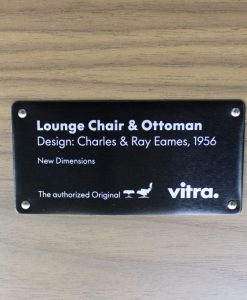 Lounge Chair & Ottoman
Design: Charles & Ray Eames, 1956
New Dimensions
The authorized Original
vitra.